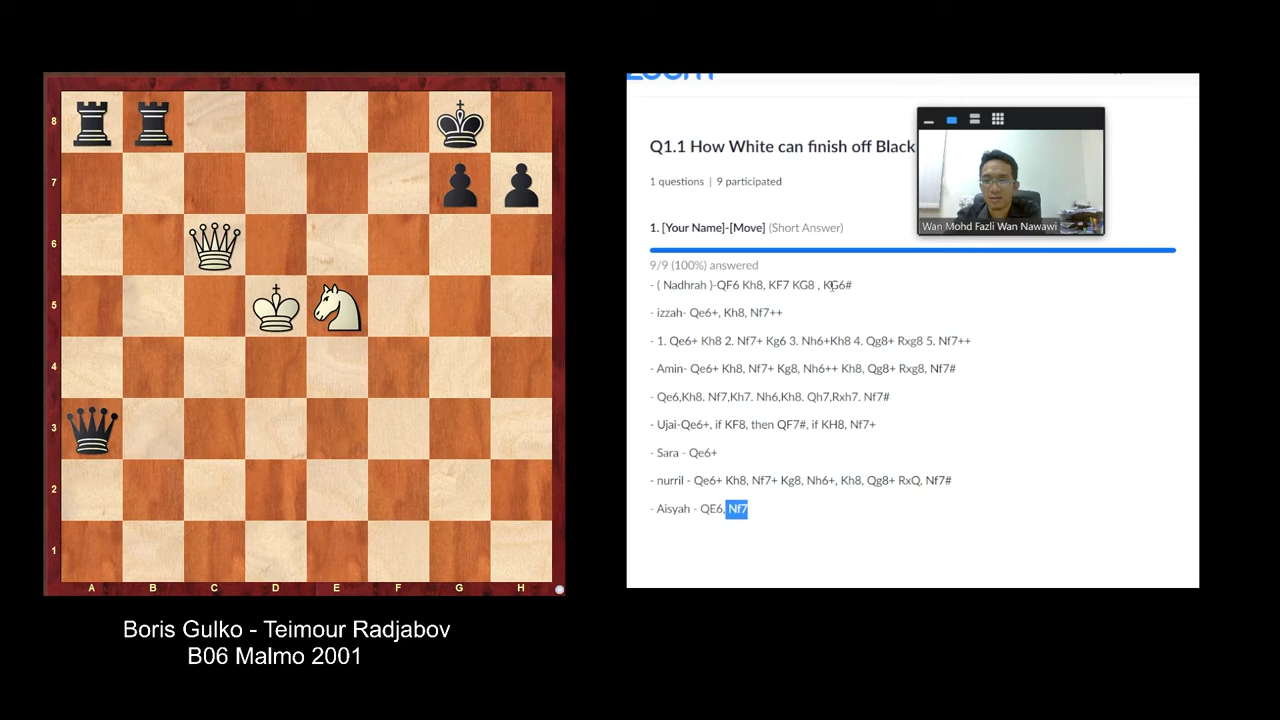 zoom
Q1.1 How White can finish off Black
1 questions | 9 participated
Wan Mohd Fazli Wan Nawawi
1. [Your Name]-[Move] (Short Answer)
9/9 (100%) answered
- ( Nadhrah )-QF6 Kh8, KF7 KG8 , KG6#
- izzah- Qe6+, Kh8, Nf7++
- 1. Qe6+ Kh8 2. Nf7+ Kg6 3. Nh6+Kh8 4. Qg8+ Rxg8 5. Nf7++
- Amin- Qe6+ Kh8, Nf7+ Kg8, Nh6++ Kh8, Qg8+ Rxg8, Nf7#
- Qe6,Kh8. Nf7,Kh7. Nh6,Kh8. Qh7,Rxh7. Nf7#
- Ujai-Qe6+, if KF8, then QF7#, if KH8, Nf7+
- Sara - Qe6+
- nurril - Qe6+ Kh8, Nf7+ Kg8, Nh6+, Kh8, Qg8+ RxQ, Nf7#
- Aisyah - QE6, Nf7
8
7
6
5
4
3
2
1
A B C D E F G H
Boris Gulko - Teimour Radjabov
B06 Malmo 2001